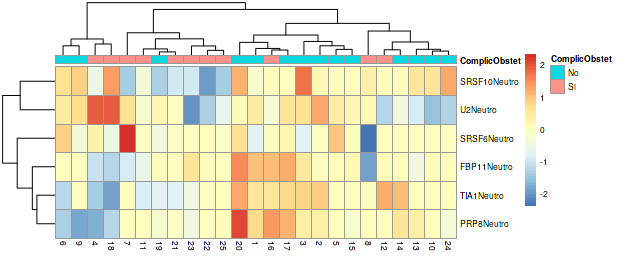 ComplicObstet
ComplicObstet
No
SI
2
1
0
-1
-2
SRSF10Neutro
U2Neutro
SRSF6Neutro
FBP11Neutro
TIA1Neutro
PRP8Neutro
6 9 4 18 7 11 19 21 23 22 25 20 1 16 17 3 2 5 15 8 12 14 13 10 24